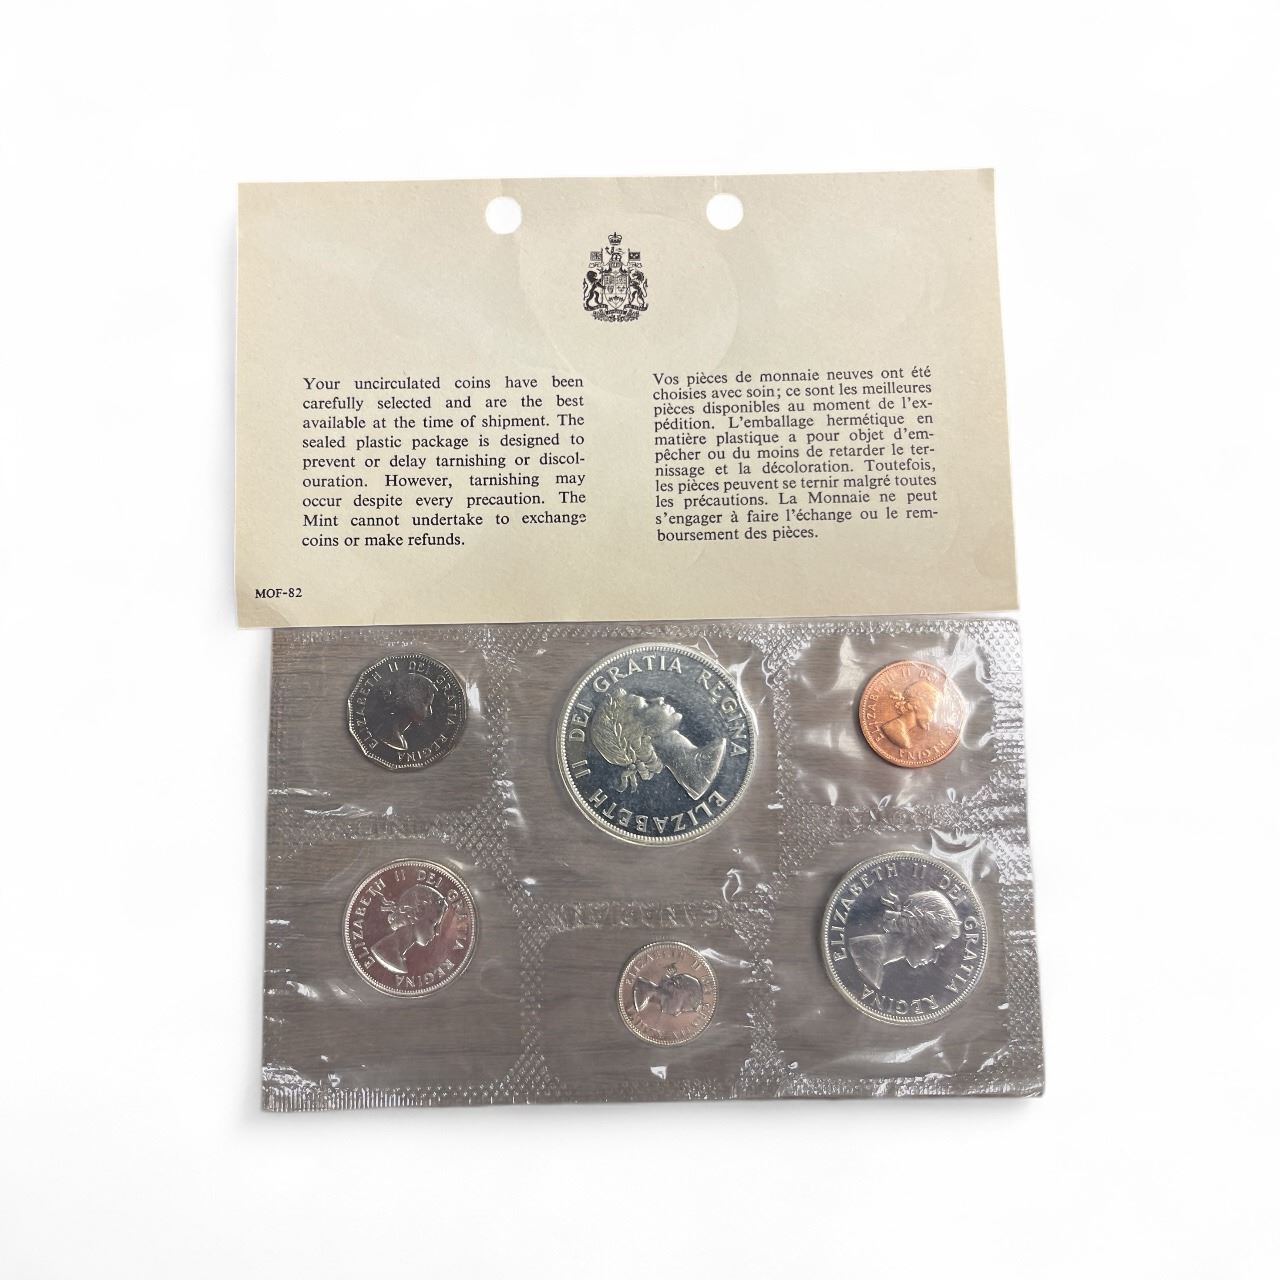 Your uncirculated coins have been
carefully selected and are the best
available at the time of shipment. The
sealed plastic package is designed to
prevent or delay tarnishing or discol-
ouration. However, tarnishing may
occur despite every precaution. The
Mint cannot undertake to exchange
coins or make refunds.
Vos pièces de monnaie neuves ont été
choisies avec soin; ce sont les meilleures
pièces disponibles au moment de l'ex-
pédition. L'emballage hermétique en
matière plastique a pour objet d'em-
pêcher ou du moins de retarder le ter-
nissage et la décoloration. Toutefois,
les pièces peuvent se ternir malgré toutes
les précautions. La Monnaie ne peut
s'engager à faire l'échange ou le rem-
boursement des pièces.
MOF-82
ELIZABETH II DEI GRATIA REGINA
ELIZABETH II DEI GRATIA REGINA
ELIZABETH II DEI REGINA
ELIZABETH II DEI GRATIA REGINA
ELIZABETH II
ELIZABETH II DEI GRATIA REGINA
CANADIAN